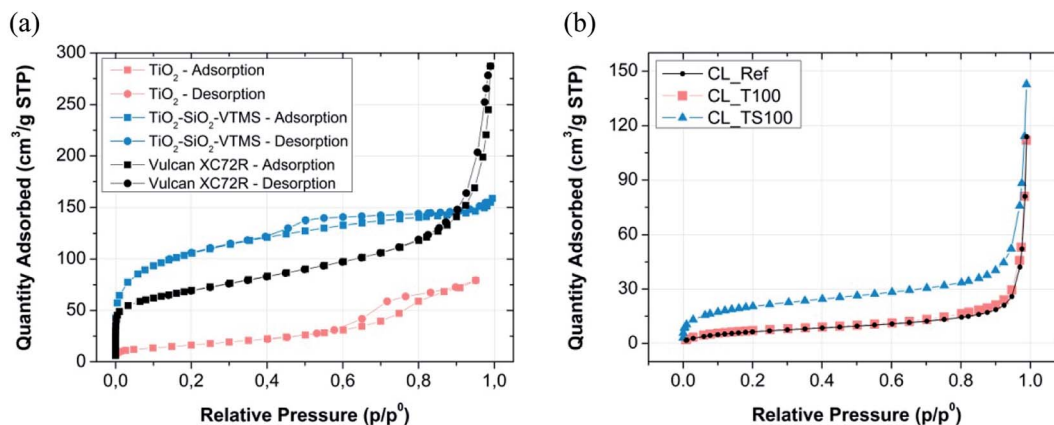 (a)
300
250
200
150
100
50
0
Quantity Adsorbed (cm³/g STP)
TiO₂ - Adsorption
TiO₂ - Desorption
TiO₂-SiO₂-VTMS - Adsorption
TiO₂-SiO₂-VTMS - Desorption
Vulcan XC72R - Adsorption
Vulcan XC72R - Desorption
0,0 0,2 0,4 0,6 0,8 1,0
Relative Pressure (p/p⁰)
(b)
150
120
90
60
30
0
Quantity Adsorbed (cm³/g STP)
CL_Ref
CL_T100
CL_TS100
0.0 0.2 0.4 0.6 0.8 1.0
Relative Pressure (p/p⁰)